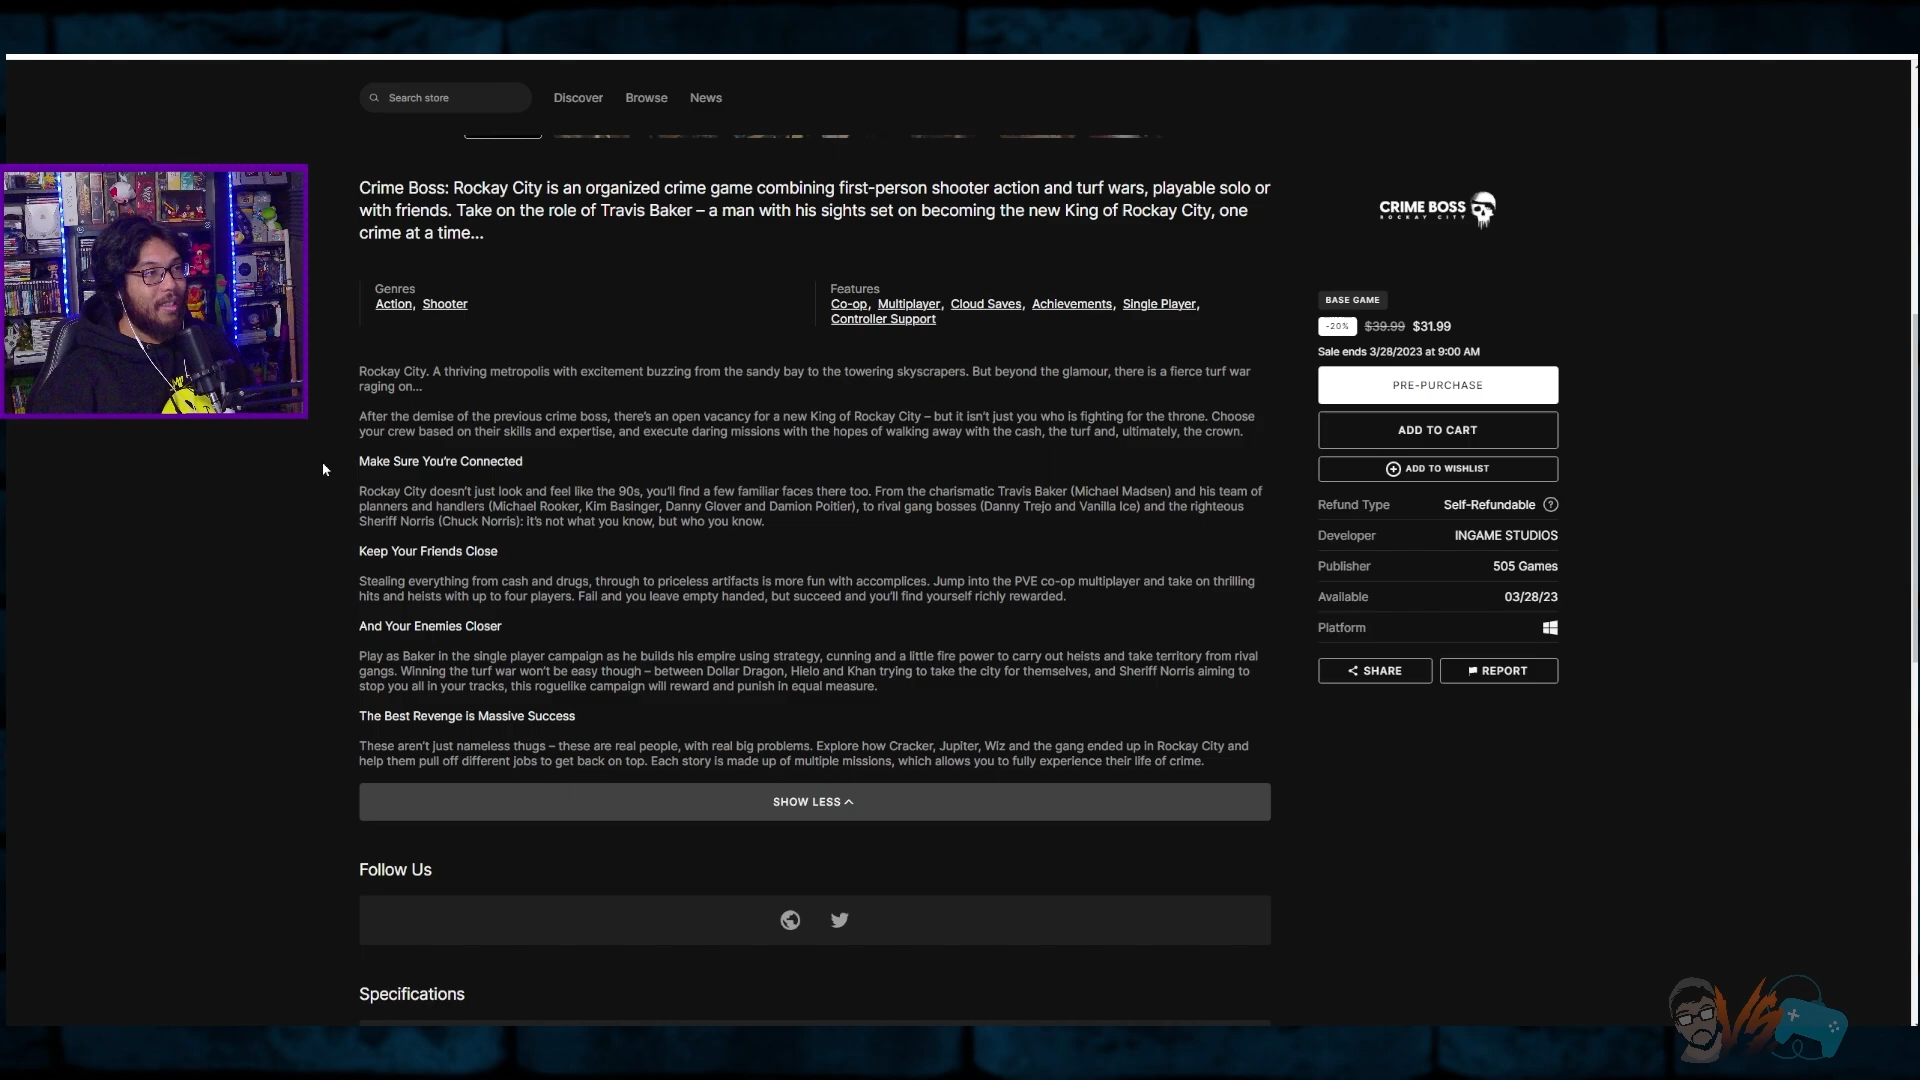 Search store
Discover
Browse
News
Crime Boss: Rockay City is an organized crime game combining first-person shooter action and turf wars, playable solo or
with friends. Take on the role of Travis Baker – a man with his sights set on becoming the new King of Rockay City, one
crime at a time...
Genres
Action, Shooter
Features
Co-op, Multiplayer, Cloud Saves, Achievements, Single Player,
Controller Support
Rockay City. A thriving metropolis with excitement buzzing from the sandy bay to the towering skyscrapers. But beyond the glamour, there is a fierce turf war
raging on...
After the demise of the previous crime boss, there's an open vacancy for a new King of Rockay City – but it isn't just you who is fighting for the throne. Choose
your crew based on their skills and expertise, and execute daring missions with the hopes of walking away with the cash, the turf and, ultimately, the crown.
Make Sure You're Connected
Rockay City doesn't just look and feel like the 90s, you'll find a few familiar faces there too. From the charismatic Travis Baker (Michael Madsen) and his team of
planners and handlers (Michael Rooker, Kim Basinger, Danny Glover and Damion Poitier), to rival gang bosses (Danny Trejo and Vanilla Ice) and the righteous
Sheriff Norris (Chuck Norris): it's not what you know, but who you know.
Keep Your Friends Close
Stealing everything from cash and drugs, through to priceless artifacts is more fun with accomplices. Jump into the PVE co-op multiplayer and take on thrilling
hits and heists with up to four players. Fail and you leave empty handed, but succeed and you'll find yourself richly rewarded.
And Your Enemies Closer
Play as Baker in the single player campaign as he builds his empire using strategy, cunning and a little fire power to carry out heists and take territory from rival
gangs. Winning the turf war won't be easy though – between Dollar Dragon, Hielo and Khan trying to take the city for themselves, and Sheriff Norris aiming to
stop you all in your tracks, this roguelike campaign will reward and punish in equal measure.
The Best Revenge is Massive Success
These aren't just nameless thugs – these are real people, with real big problems. Explore how Cracker, Jupiter, Wiz and the gang ended up in Rockay City and
help them pull off different jobs to get back on top. Each story is made up of multiple missions, which allows you to fully experience their life of crime.
SHOW LESS
Follow Us
Specifications
CRIME BOSS
ROCKAY CITY
BASE GAME
-20% $39.99 $31.99
Sale ends 3/28/2023 at 9:00 AM
PRE-PURCHASE
ADD TO CART
ADD TO WISHLIST
Refund Type Self-Refundable ?
Developer INGAME STUDIOS
Publisher 505 Games
Available 03/28/23
Platform
SHARE
REPORT
VS